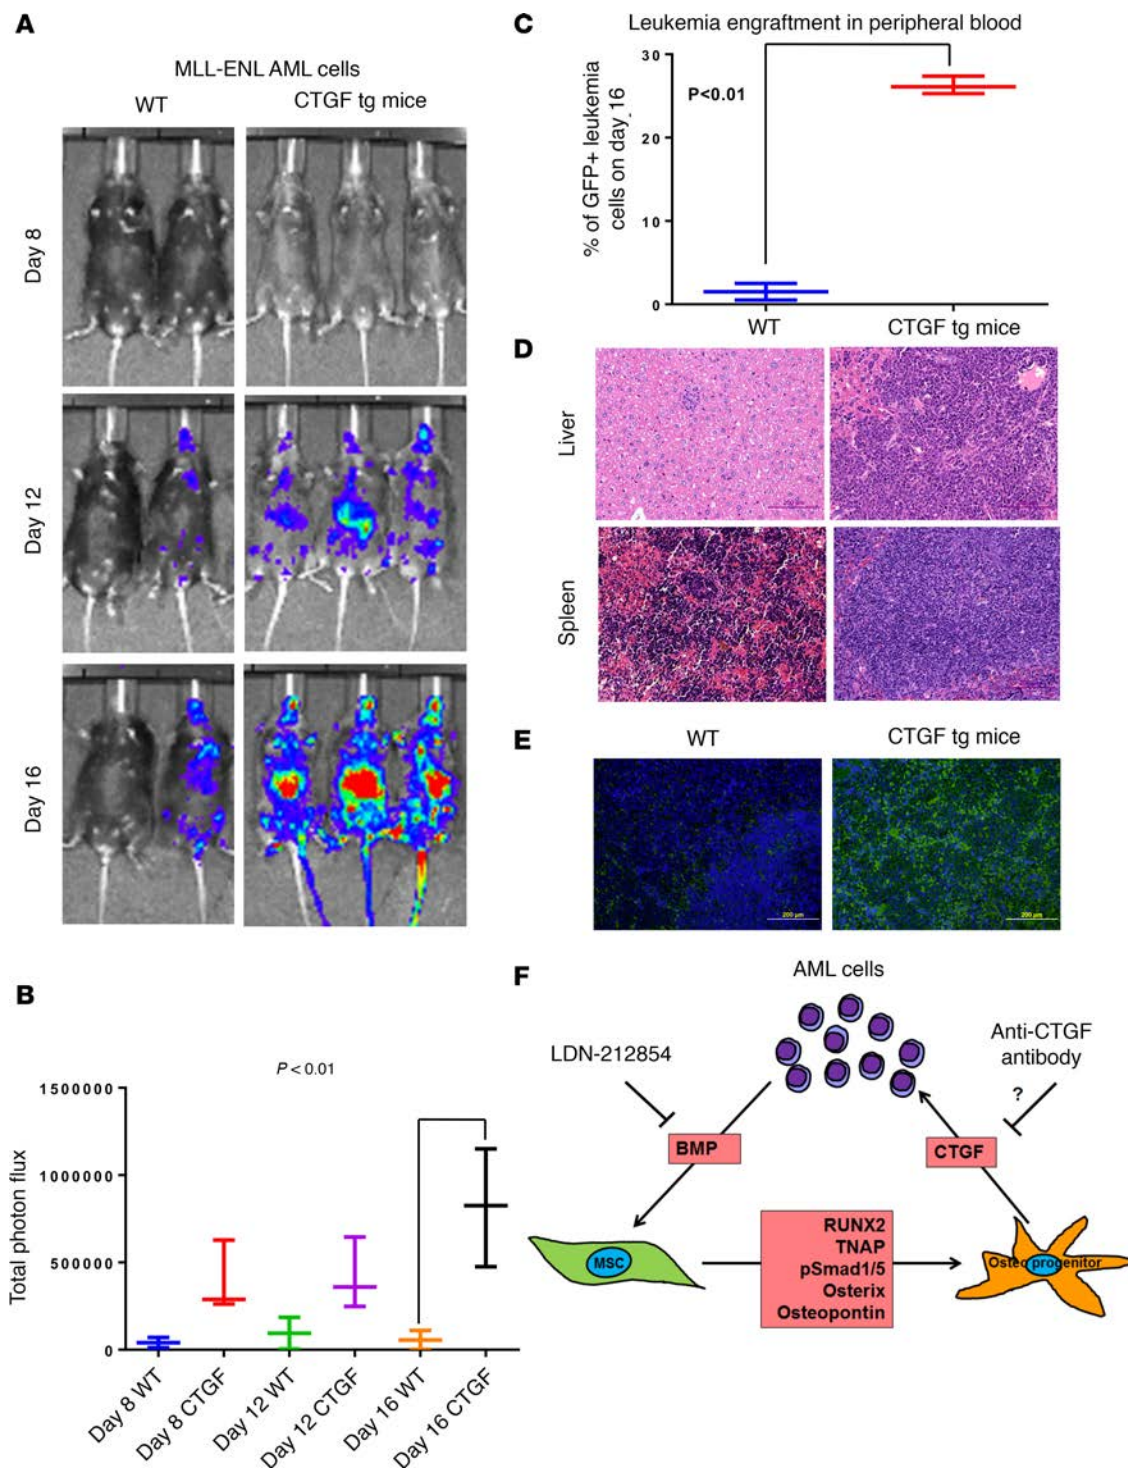 A
MLL-ENL AML cells
WT
CTGF tg mice
Day 8
Day 12
Day 16
B
P < 0.01
Total photon flux
1500000
1000000
500000
0
Day 8 WT
Day 8 CTGF
Day 12 WT
Day 12 CTGF
Day 16 WT
Day 16 CTGF
C
Leukemia engraftment in peripheral blood
% of GFP+ leukemia
cells on day 16
30
20
10
0
P<0.01
WT
CTGF tg mice
D
Liver
Spleen
E
WT
CTGF tg mice
200 µm
200 µm
F
AML cells
LDN-212854
Anti-CTGF
antibody
?
BMP
CTGF
MSC
RUNX2
TNAP
pSmad1/5
Osterix
Osteopontin
Osteo progenitor